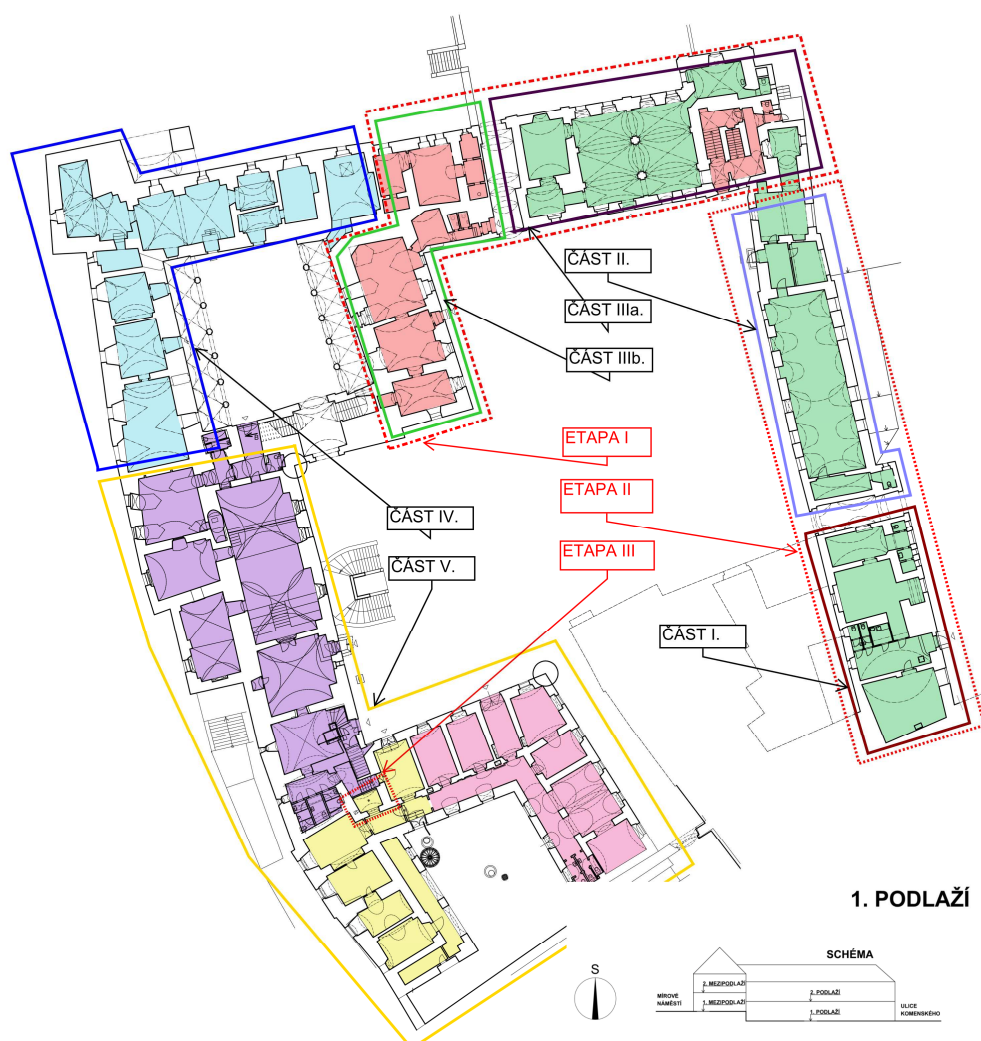 ČÁST II.
ČÁST IIIa.
ČÁST IIIb.
ETAPA I
ETAPA II
ČÁST IV.
ETAPA III
ČÁST V.
ČÁST I.
1. PODLAŽÍ
S
SCHÉMA
2. MEZIPODLAŽÍ
2. PODLAŽÍ
MÍROVÉ
NÁMĚSTÍ
1. MEZIPODLAŽÍ
1. PODLAŽÍ
ULICE
KOMENSKÉHO